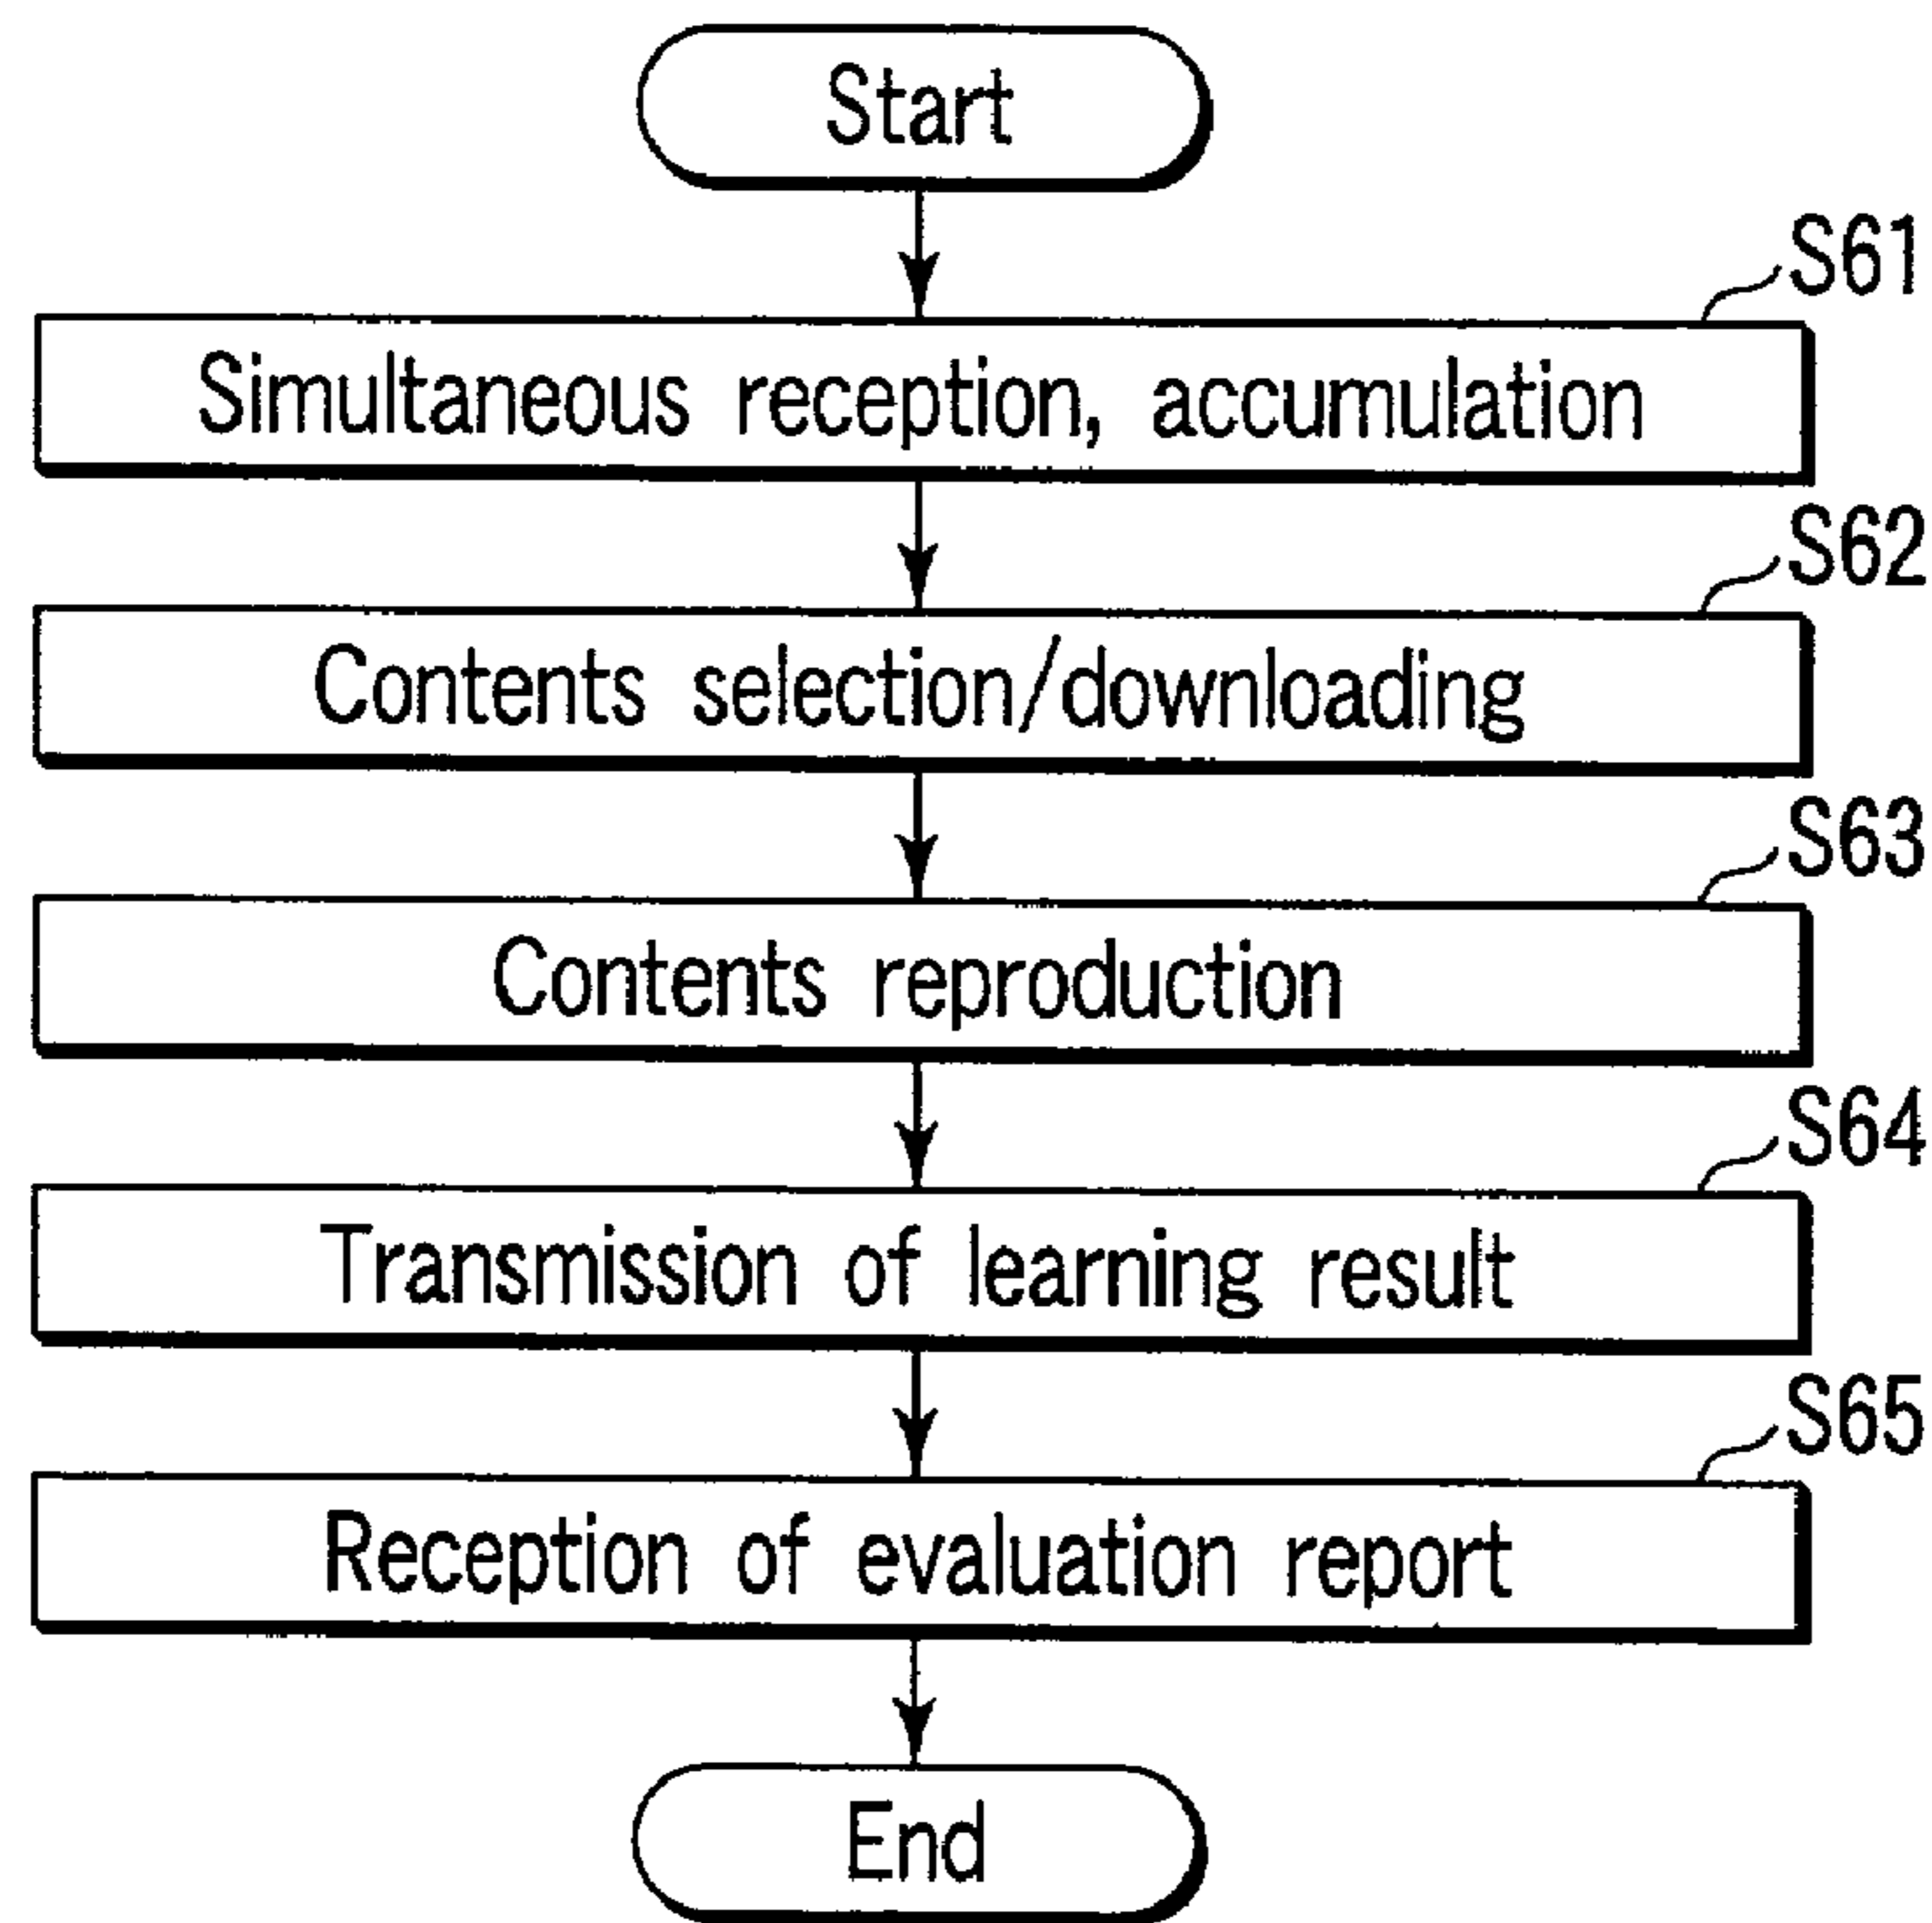 Start
S61
Simultaneous reception, accumulation
S62
Contents selection/downloading
S63
Contents reproduction
S64
Transmission of learning result
S65
Reception of evaluation report
End